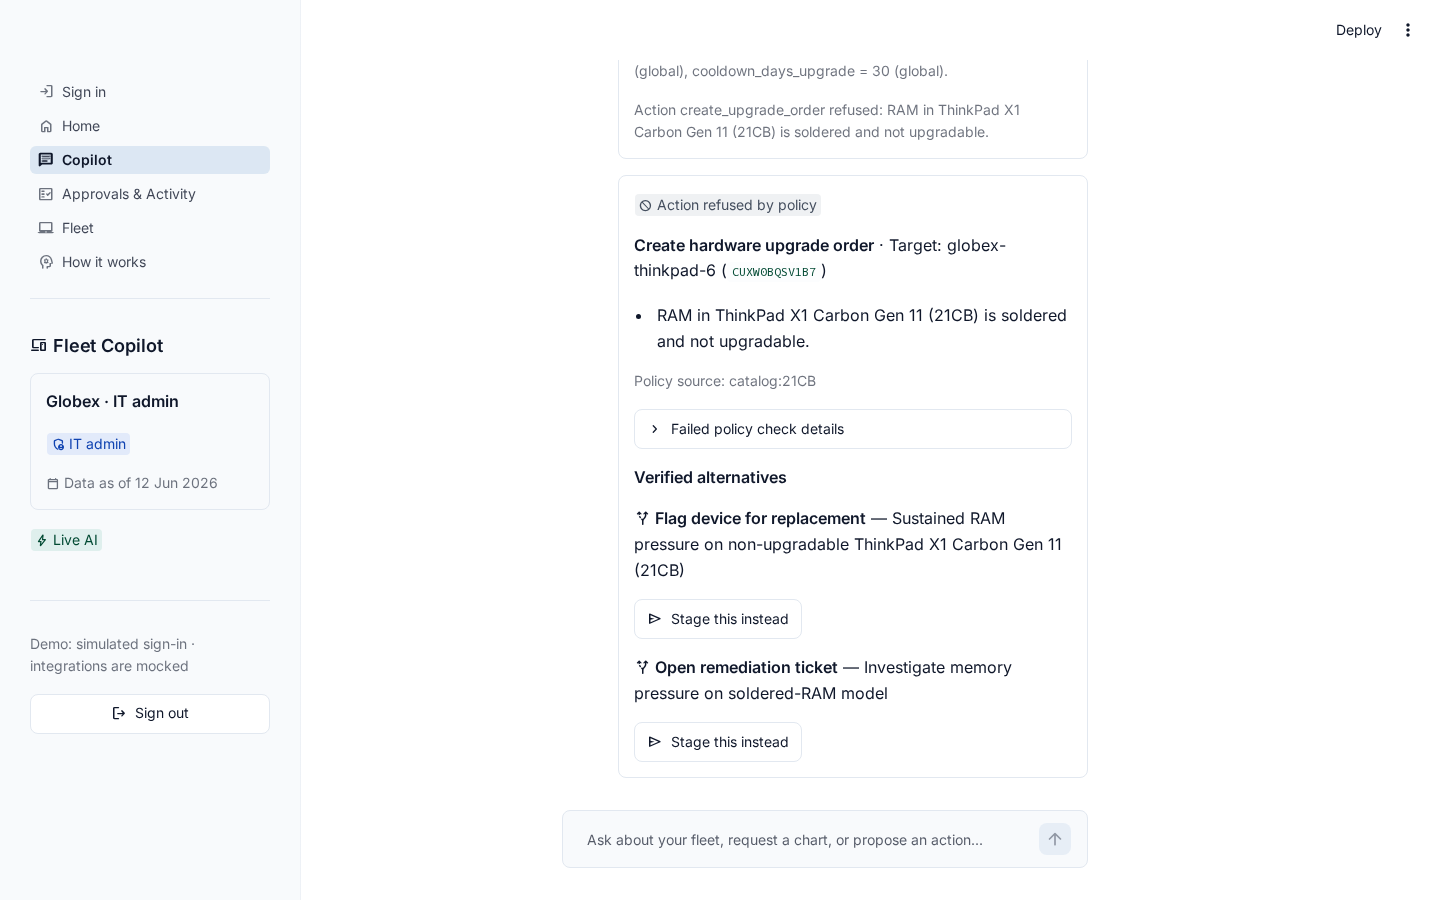 Deploy
Sign in
Home
Copilot
Approvals & Activity
Fleet
How it works
Fleet Copilot
Globex · IT admin
IT admin
Data as of 12 Jun 2026
Live AI
Demo: simulated sign-in ·
integrations are mocked
Sign out
(global), cooldown_days_upgrade = 30 (global).
Action create_upgrade_order refused: RAM in ThinkPad X1
Carbon Gen 11 (21CB) is soldered and not upgradable.
Action refused by policy
Create hardware upgrade order · Target: globex-
thinkpad-6 ( CUXW0BQSV1B7 )
• RAM in ThinkPad X1 Carbon Gen 11 (21CB) is soldered
and not upgradable.
Policy source: catalog:21CB
Failed policy check details
Verified alternatives
Flag device for replacement — Sustained RAM
pressure on non-upgradable ThinkPad X1 Carbon Gen 11
(21CB)
Stage this instead
Open remediation ticket — Investigate memory
pressure on soldered-RAM model
Stage this instead
Ask about your fleet, request a chart, or propose an action...